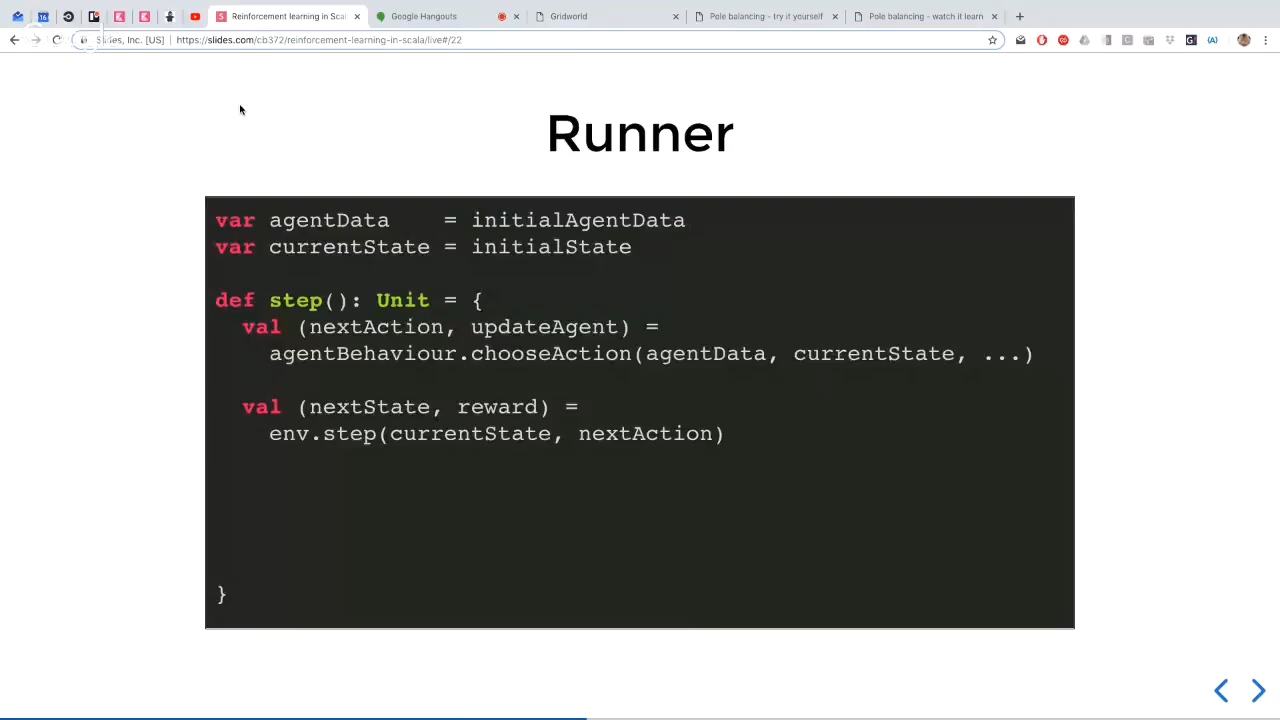 Reinforcement learning in Scal
Google Hangouts
Gridworld
Pole balancing - try it yourself
Pole balancing - watch it learn
Slides, Inc. [US]
https://slides.com/cb372/reinforcement-learning-in-scala/live#/22
Runner
var agentData    = initialAgentData
var currentState = initialState
def step(): Unit = {
  val (nextAction, updateAgent) =
    agentBehaviour.chooseAction(agentData, currentState, ...)
  val (nextState, reward) =
    env.step(currentState, nextAction)
}